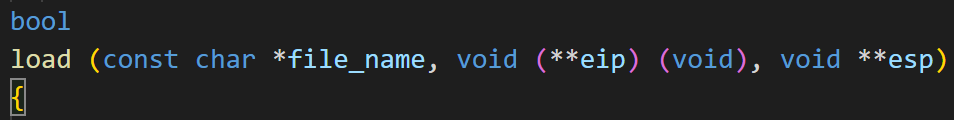 bool
load (const char *file_name, void (**eip) (void), void **esp)
{